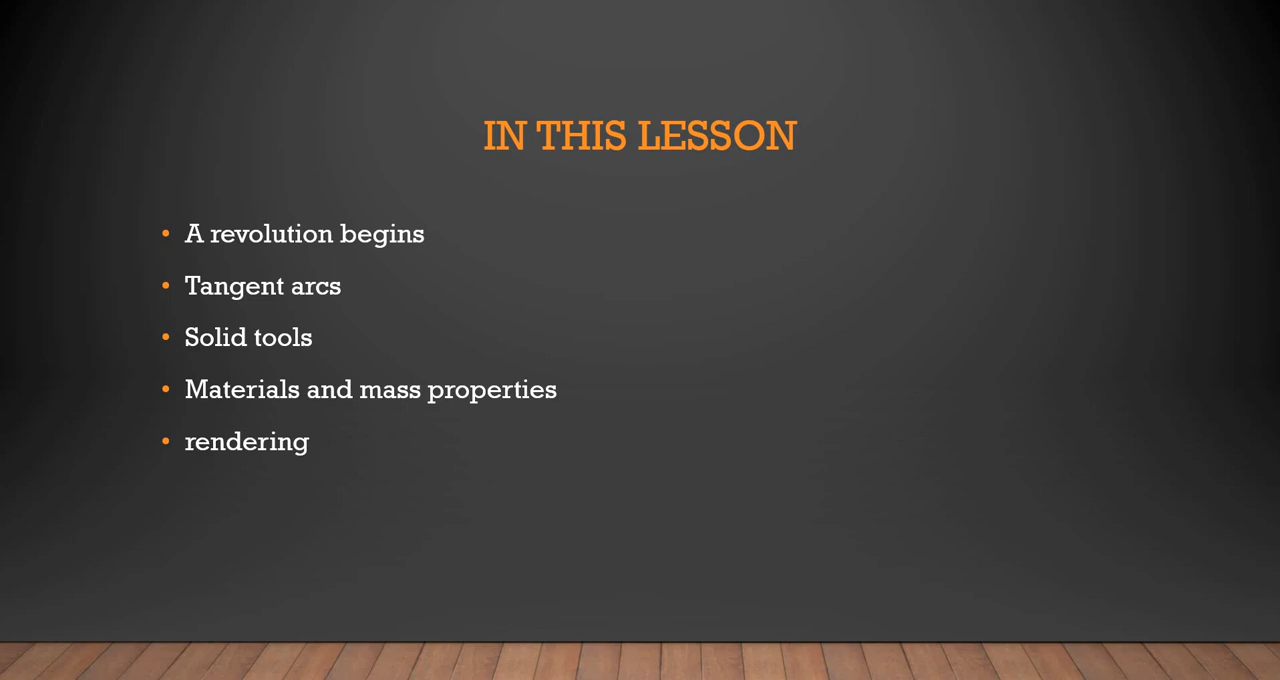 IN THIS LESSON
• A revolution begins
• Tangent arcs
• Solid tools
• Materials and mass properties
• rendering